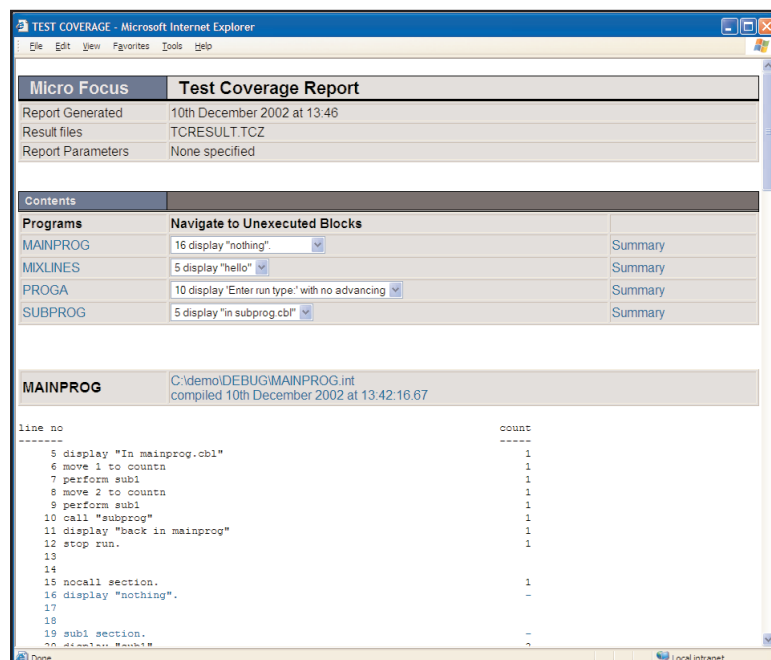 TEST COVERAGE - Microsoft Internet Explorer
File Edit View Favorites Tools Help
Micro Focus Test Coverage Report
Report Generated 10th December 2002 at 13:46
Result files TCRESULT.TCZ
Report Parameters None specified
Contents
Programs Navigate to Unexecuted Blocks
MAINPROG 16 display "nothing". Summary
MIXLINES 5 display "hello" Summary
PROGA 10 display 'Enter run type:' with no advancing Summary
SUBPROG 5 display "in subprog.cbl" Summary
MAINPROG C:\demo\DEBUG\MAINPROG.int
compiled 10th December 2002 at 13:42:16.67
line no count
------- -----
5 display "In mainprog.cbl" 1
6 move 1 to countn 1
7 perform sub1 1
8 move 2 to countn 1
9 perform sub1 1
10 call "subprog" 1
11 display "back in mainprog" 1
12 stop run. 1
13
14
15 nocall section. 1
16 display "nothing". -
17
18
19 sub1 section. -
20 display "sub1" 2
Done Local intranet